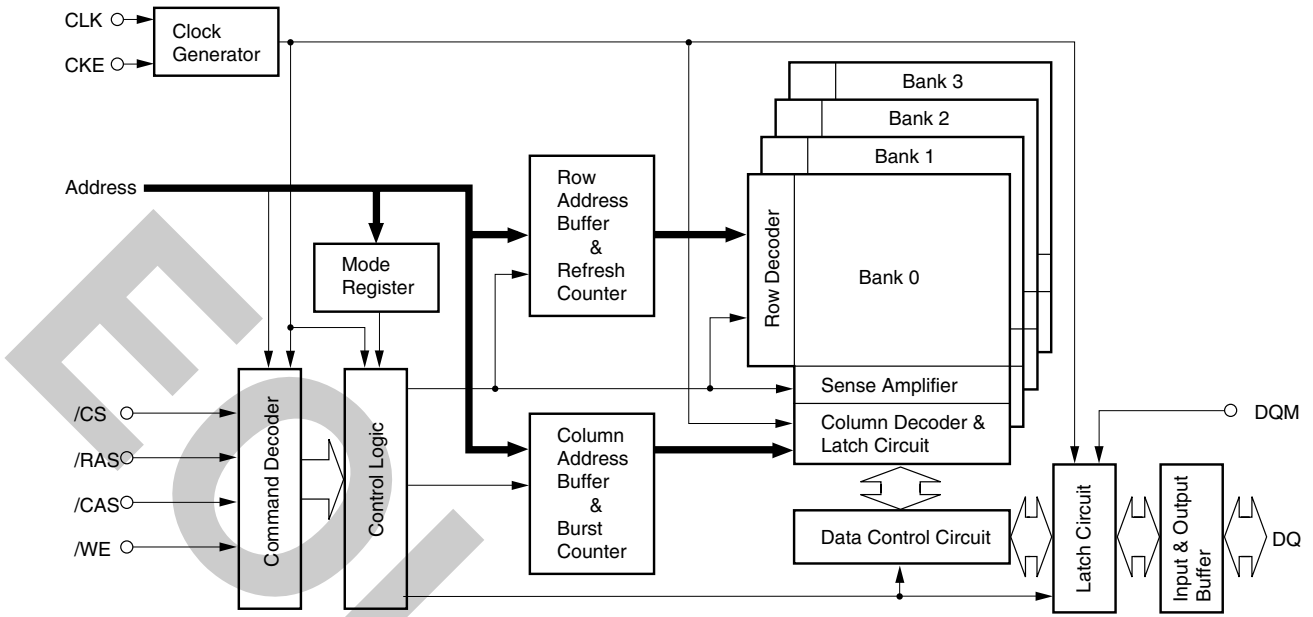 CLK
CKE
Clock
Generator
Bank 3
Bank 2
Bank 1
Address
Row
Address
Buffer
&
Refresh
Counter
Mode
Register
Row Decoder
Bank 0
Sense Amplifier
Column Decoder &
Latch Circuit
/CS
/RAS
/CAS
/WE
Command Decoder
Control Logic
Column
Address
Buffer
&
Burst
Counter
DQM
Data Control Circuit
Latch Circuit
Input & Output
Buffer
DQ